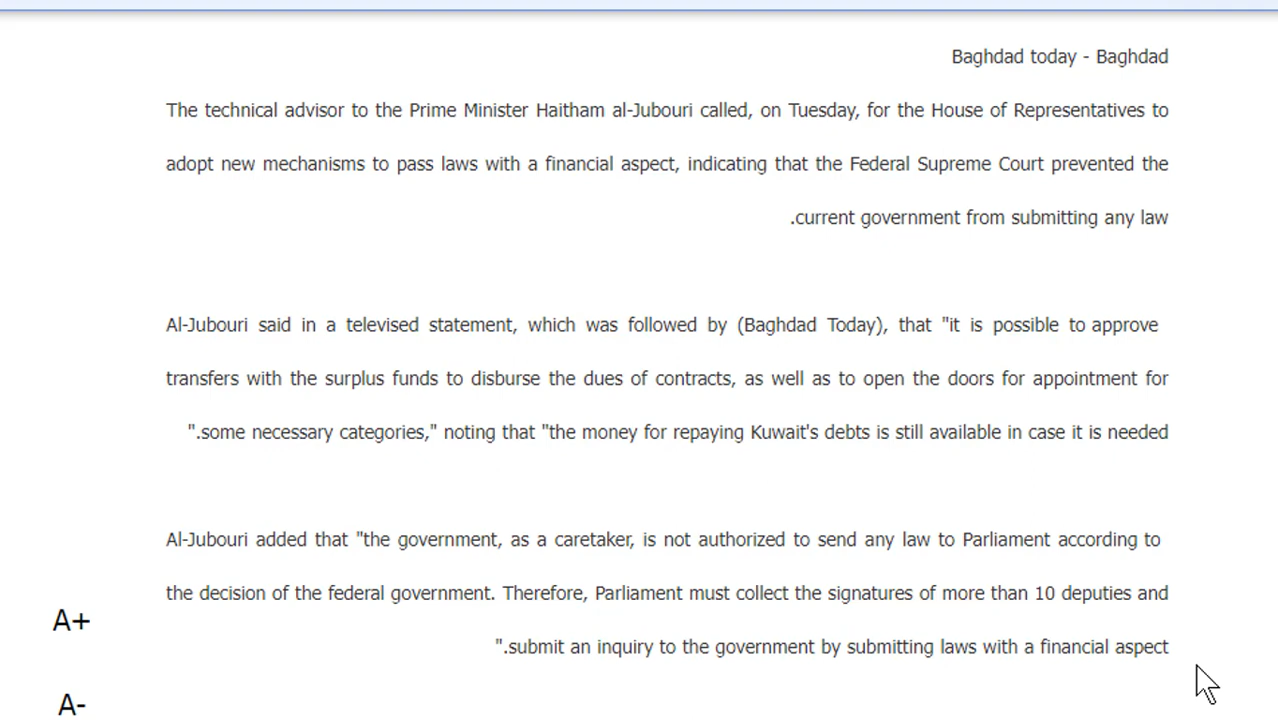 Baghdad today - Baghdad
The technical advisor to the Prime Minister Haitham al-Jubouri called, on Tuesday, for the House of Representatives to
adopt new mechanisms to pass laws with a financial aspect, indicating that the Federal Supreme Court prevented the
.current government from submitting any law
Al-Jubouri said in a televised statement, which was followed by (Baghdad Today), that "it is possible to approve
transfers with the surplus funds to disburse the dues of contracts, as well as to open the doors for appointment for
".some necessary categories," noting that "the money for repaying Kuwait's debts is still available in case it is needed
Al-Jubouri added that "the government, as a caretaker, is not authorized to send any law to Parliament according to
the decision of the federal government. Therefore, Parliament must collect the signatures of more than 10 deputies and
".submit an inquiry to the government by submitting laws with a financial aspect
A+
A-